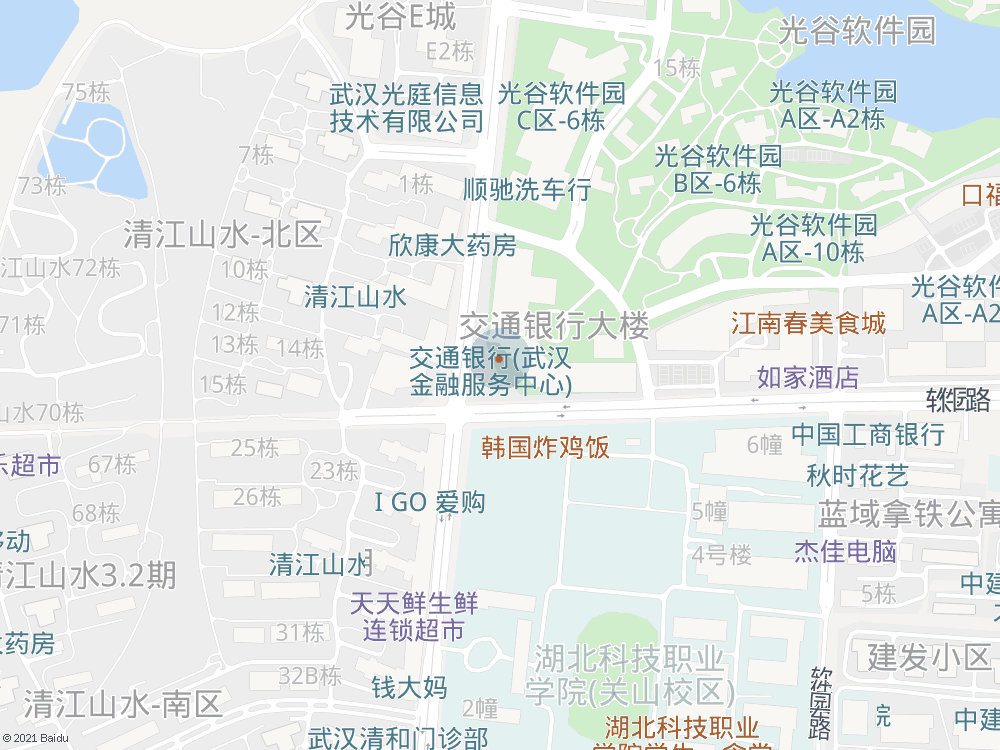 光谷E城
光谷软件园
E2栋
15栋
75栋
武汉光庭信息
技术有限公司
光谷软件园
C区-6栋
光谷软件园
A区-A2栋
7栋
光谷软件园
B区-6栋
73栋
1栋
顺驰洗车行
口福
清江山水-北区
欣康大药房
光谷软件园
A区-10栋
江山水72栋
10栋
清江山水
光谷软件
A区-A2
71栋
12栋
交通银行大楼
江南春美食城
13栋
14栋
交通银行(武汉
金融服务中心)
15栋
如家酒店
山水70栋
软件园路
25栋
韩国炸鸡饭
6幢
中国工商银行
乐超市
67栋
23栋
秋时花艺
26栋
I GO 爱购
68栋
5幢
蓝域拿铁公寓
移动
4号楼
杰佳电脑
清江山水3.2期
清江山水
中建
5栋
天天鲜生鲜
连锁超市
31栋
大药房
湖北科技职业
学院(关山校区)
建发小区
32B栋
钱大妈
软件园东路
清江山水-南区
2幢
院
中建
湖北科技职业
武汉清和门诊部
© 2021 Baidu